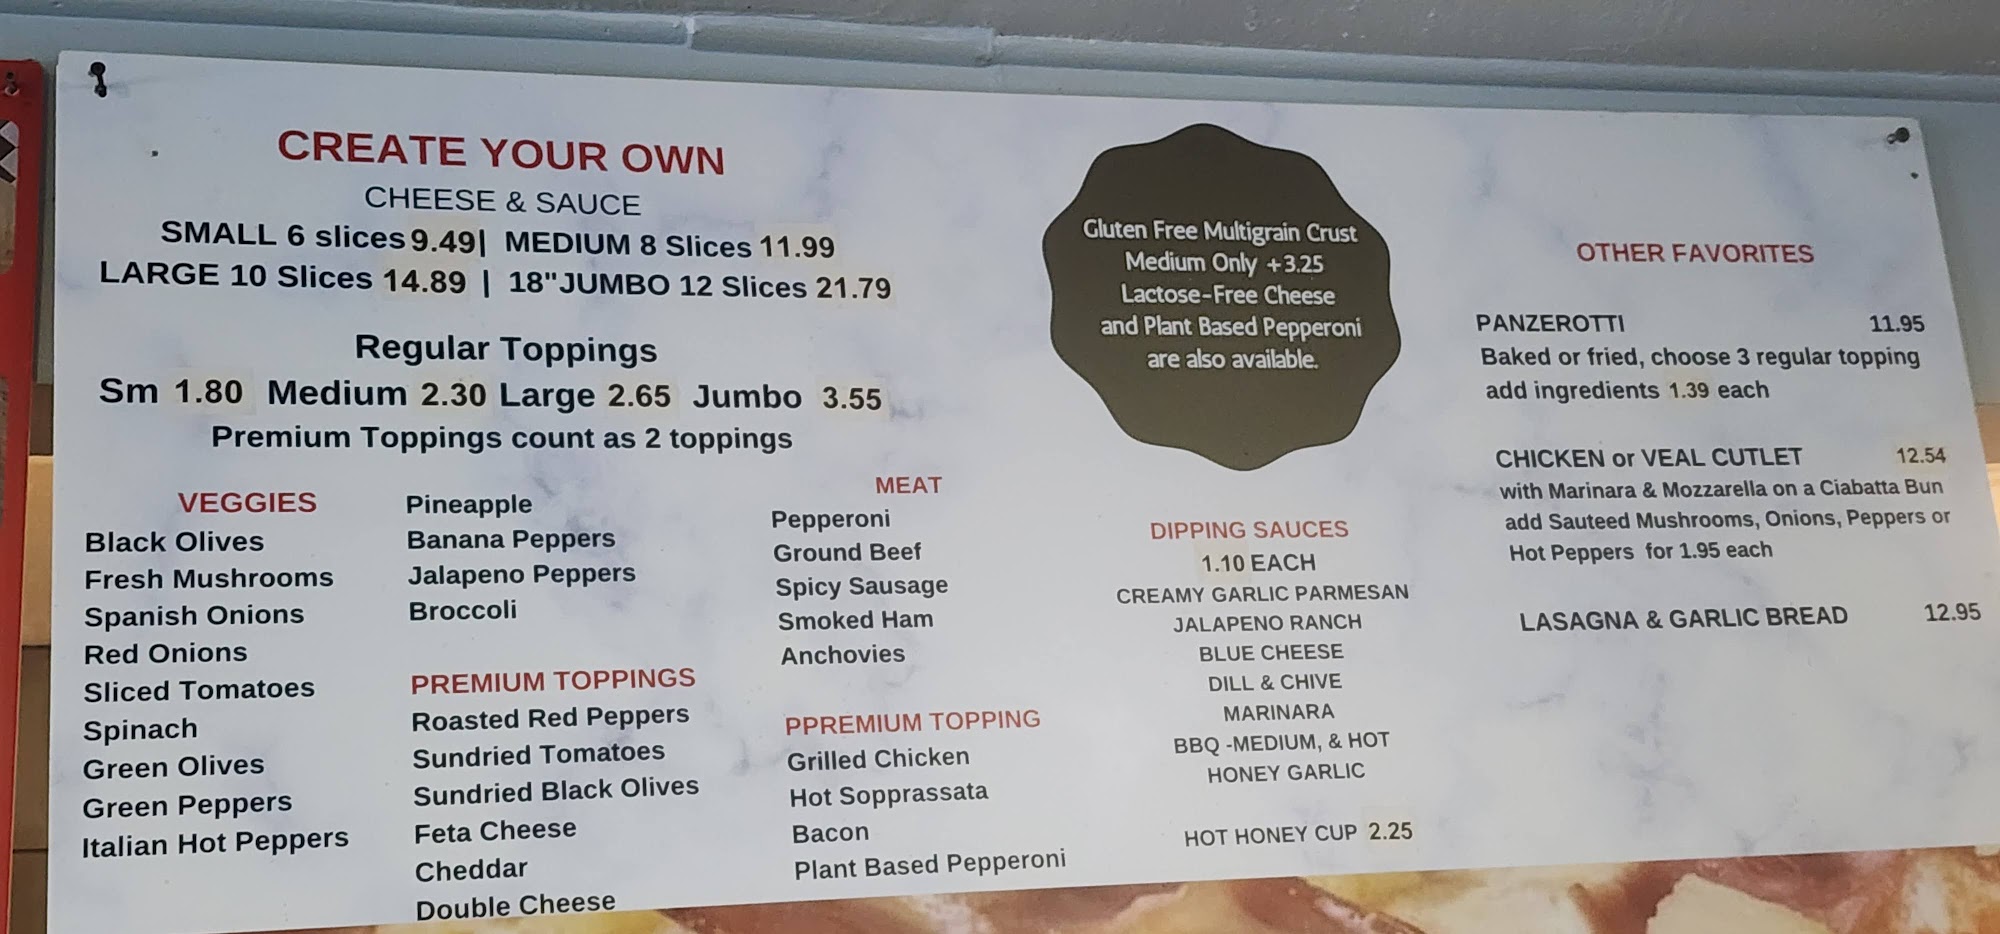 CREATE YOUR OWN
CHEESE & SAUCE
SMALL 6 slices 9.49| MEDIUM 8 Slices 11.99
LARGE 10 Slices 14.89 | 18"JUMBO 12 Slices 21.79
Regular Toppings
Sm 1.80 Medium 2.30 Large 2.65 Jumbo 3.55
Premium Toppings count as 2 toppings
VEGGIES
Black Olives
Fresh Mushrooms
Spanish Onions
Red Onions
Sliced Tomatoes
Spinach
Green Olives
Green Peppers
Italian Hot Peppers
Pineapple
Banana Peppers
Jalapeno Peppers
Broccoli
PREMIUM TOPPINGS
Roasted Red Peppers
Sundried Tomatoes
Sundried Black Olives
Feta Cheese
Cheddar
Double Cheese
MEAT
Pepperoni
Ground Beef
Spicy Sausage
Smoked Ham
Anchovies
PPREMIUM TOPPING
Grilled Chicken
Hot Sopprassata
Bacon
Plant Based Pepperoni
Gluten Free Multigrain Crust
Medium Only +3.25
Lactose-Free Cheese
and Plant Based Pepperoni
are also available.
DIPPING SAUCES
1.10 EACH
CREAMY GARLIC PARMESAN
JALAPENO RANCH
BLUE CHEESE
DILL & CHIVE
MARINARA
BBQ -MEDIUM, & HOT
HONEY GARLIC
HOT HONEY CUP 2.25
OTHER FAVORITES
PANZEROTTI 11.95
Baked or fried, choose 3 regular topping
add ingredients 1.39 each
CHICKEN or VEAL CUTLET 12.54
with Marinara & Mozzarella on a Ciabatta Bun
add Sauteed Mushrooms, Onions, Peppers or
Hot Peppers for 1.95 each
LASAGNA & GARLIC BREAD 12.95